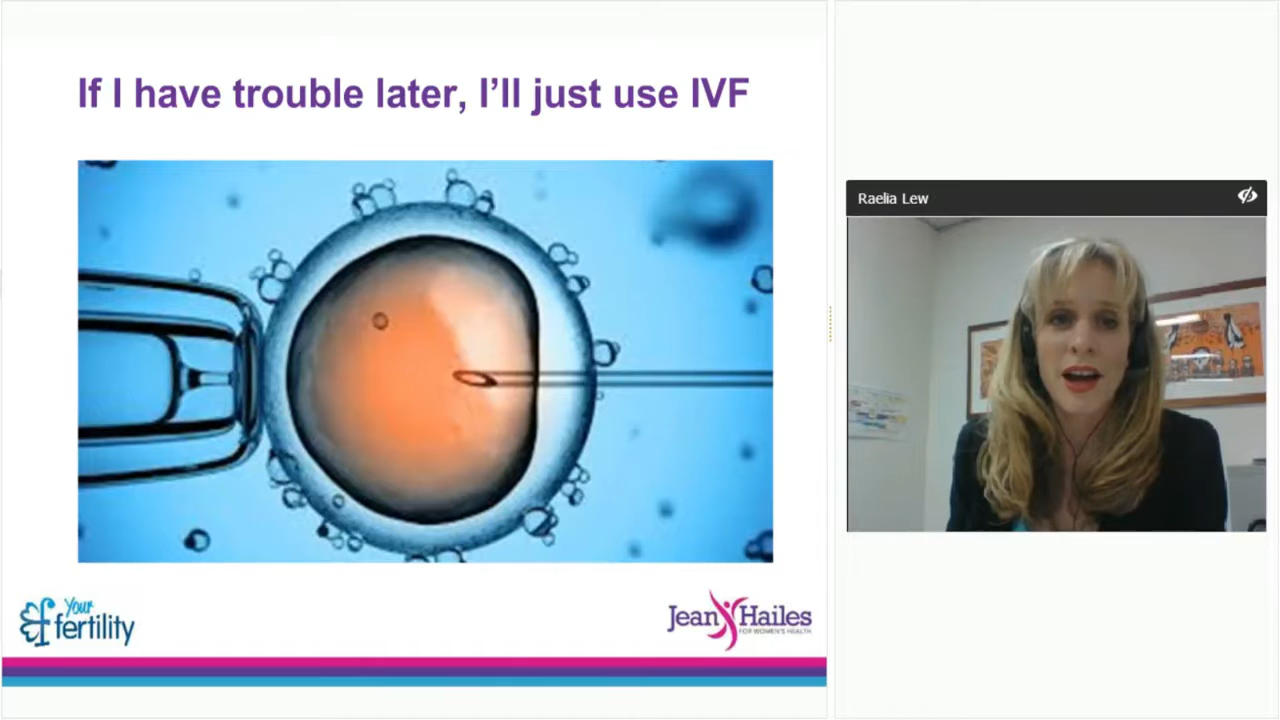 If I have trouble later, I’ll just use IVF
Raelia Lew
Your
fertility
Jean Hailes
FOR WOMEN'S HEALTH